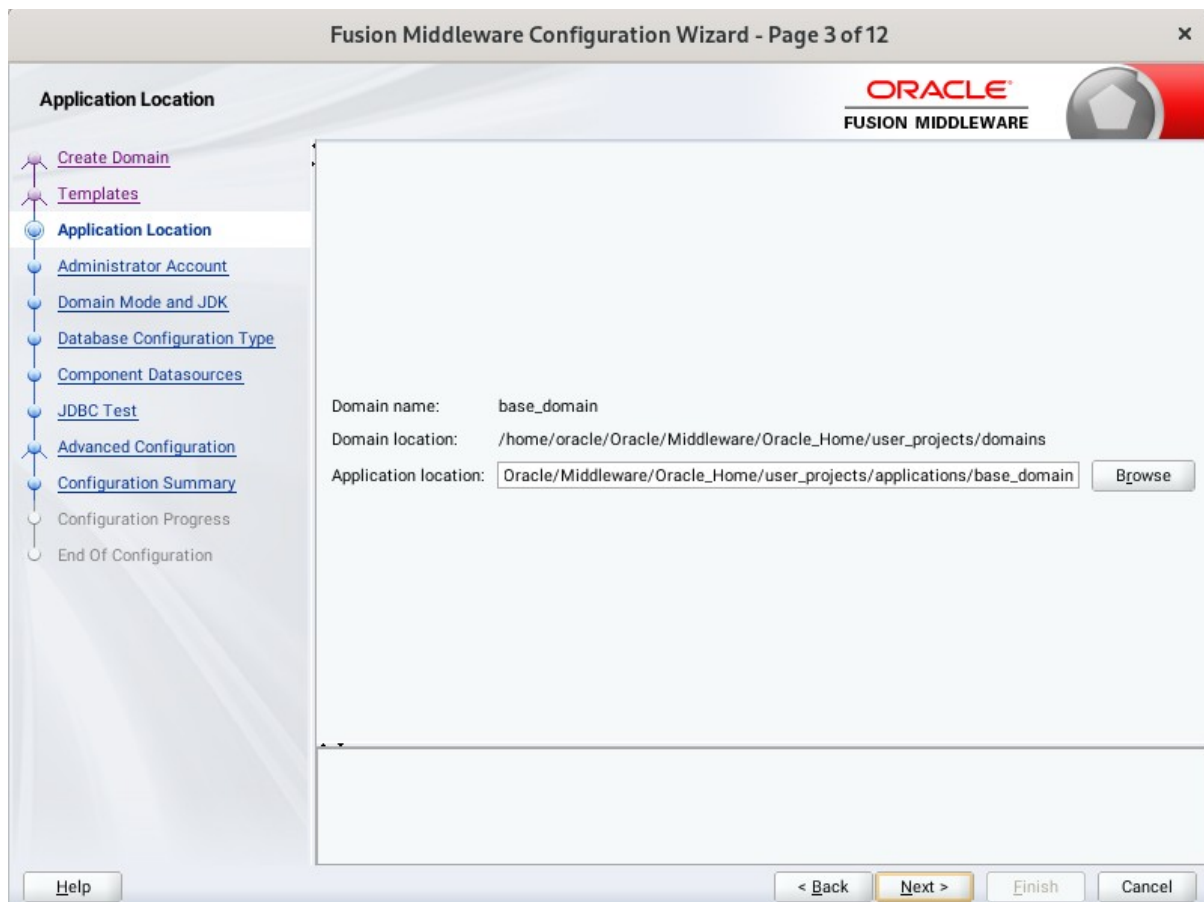 Fusion Middleware Configuration Wizard - Page 3 of 12
×
Application Location
ORACLE
FUSION MIDDLEWARE
Create Domain
Templates
Application Location
Administrator Account
Domain Mode and JDK
Database Configuration Type
Component Datasources
JDBC Test
Advanced Configuration
Configuration Summary
Configuration Progress
End Of Configuration
Domain name: base_domain
Domain location: /home/oracle/Oracle/Middleware/Oracle_Home/user_projects/domains
Application location: Oracle/Middleware/Oracle_Home/user_projects/applications/base_domain Browse
Help < Back Next > Finish Cancel